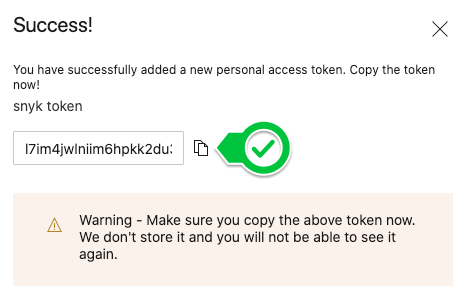 Success!
You have successfully added a new personal access token. Copy the token
now!
snyk token
l7im4jwlniim6hpkk2du
Warning - Make sure you copy the above token now.
We don't store it and you will not be able to see it
again.